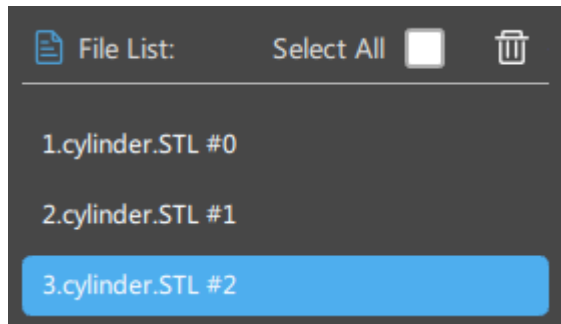 File List: Select All
1.cylinder.STL #0
2.cylinder.STL #1
3.cylinder.STL #2